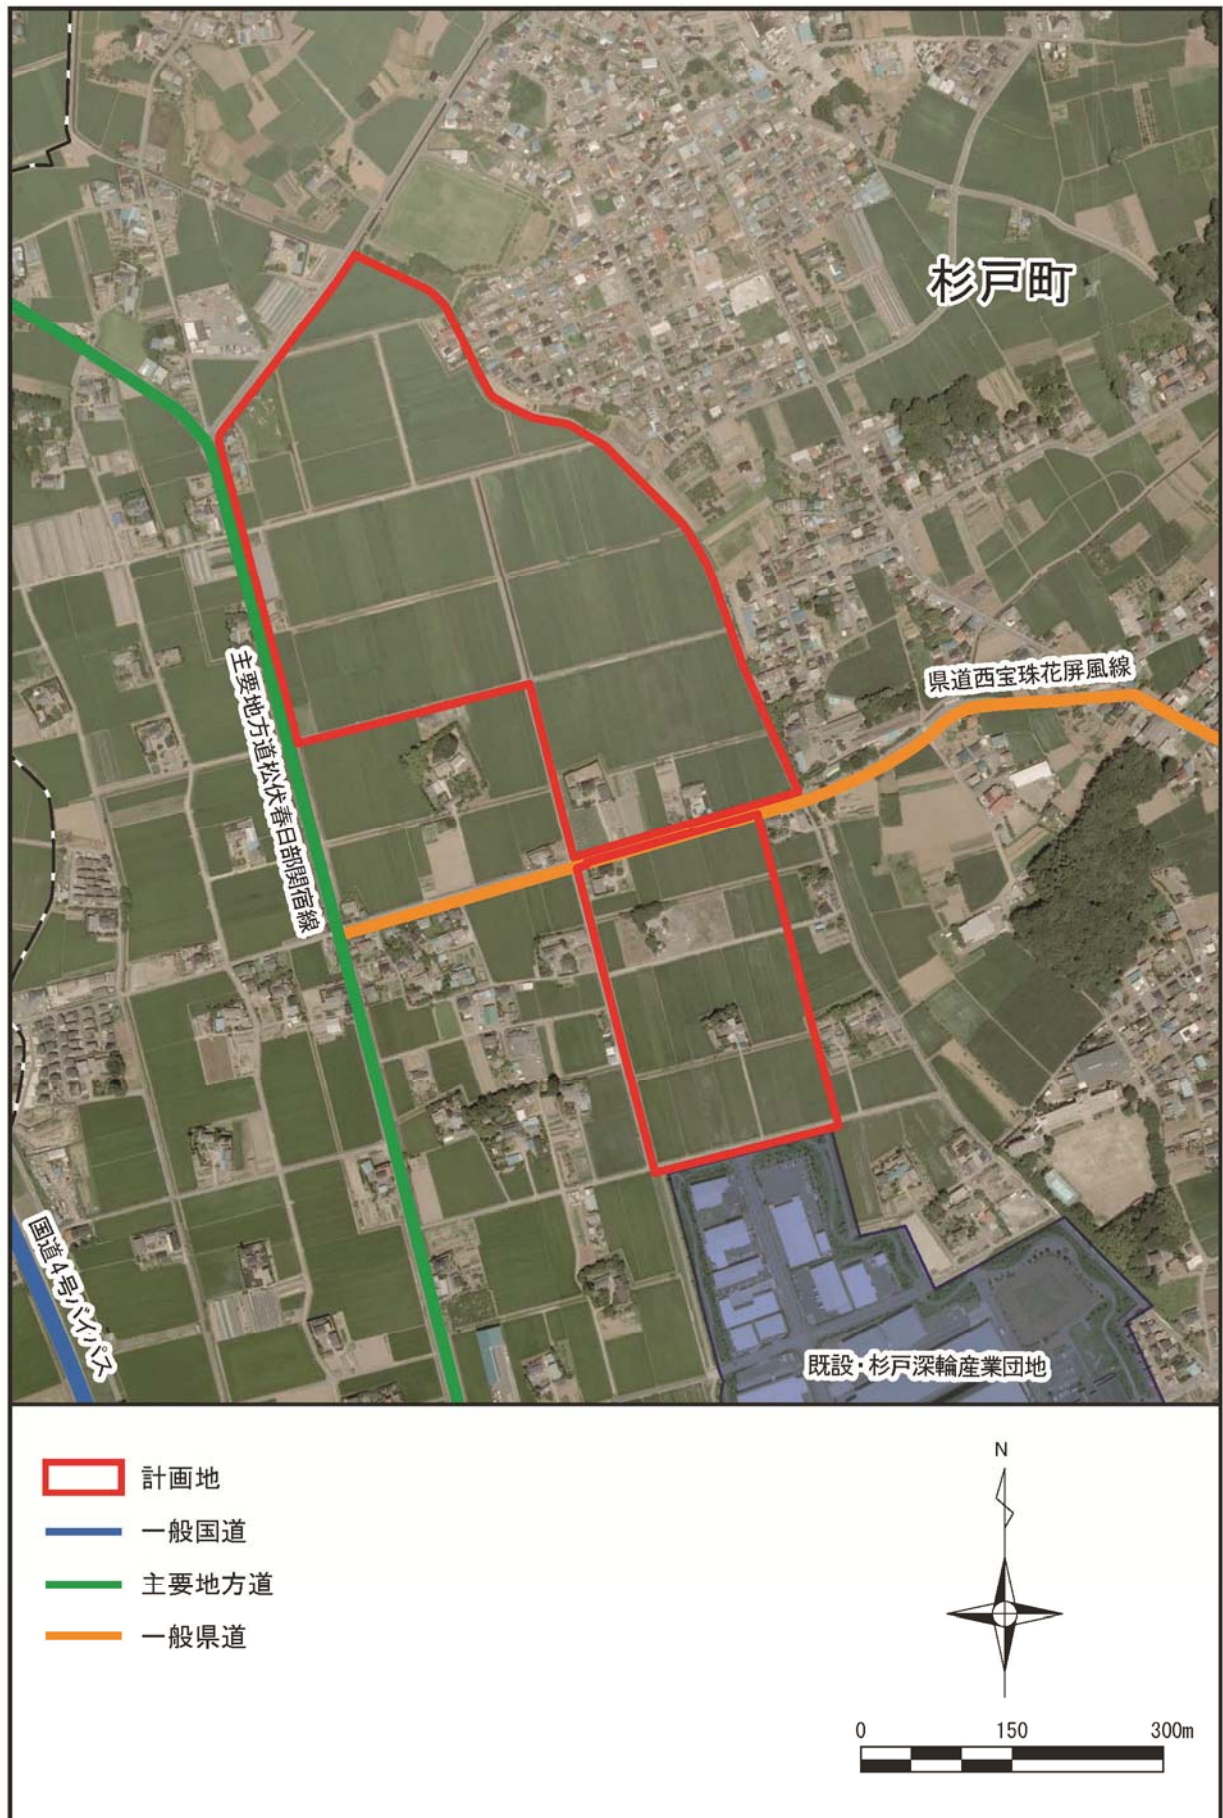 杉戸町
県道西宝珠花屏風線
主要地方道松伏春日部関宿線
国道4号バイパス
既設・杉戸深輪産業団地
計画地
一般国道
主要地方道
一般県道
N
0 150 300m